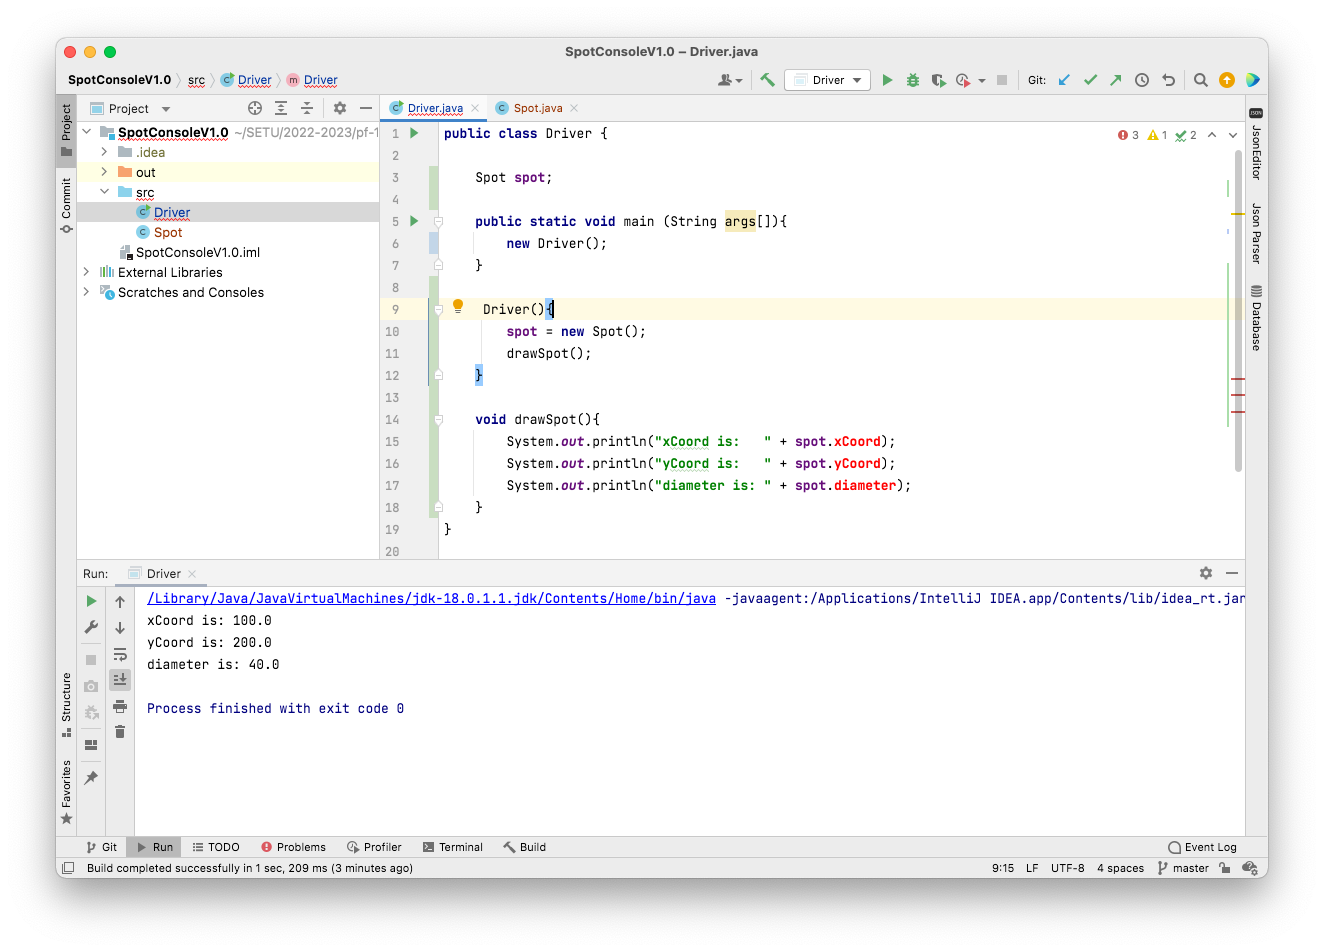 SpotConsoleV1.0 – Driver.java
SpotConsoleV1.0 src Driver Driver
Driver
Git:
Project
Commit
Structure
Favorites
Project
SpotConsoleV1.0 ~/SETU/2022-2023/pf-1
.idea
out
src
Driver
Spot
SpotConsoleV1.0.iml
External Libraries
Scratches and Consoles
Driver.java Spot.java
3 1 2
1 public class Driver {
2
3 Spot spot;
4
5 public static void main (String args[]){
6 new Driver();
7 }
8
9 Driver(){
10 spot = new Spot();
11 drawSpot();
12 }
13
14 void drawSpot(){
15 System.out.println("xCoord is:   " + spot.xCoord);
16 System.out.println("yCoord is:   " + spot.yCoord);
17 System.out.println("diameter is: " + spot.diameter);
18 }
19 }
20
JSON
JsonEditor
Json Parser
Database
Run: Driver
/Library/Java/JavaVirtualMachines/jdk-18.0.1.1.jdk/Contents/Home/bin/java -javaagent:/Applications/IntelliJ IDEA.app/Contents/lib/idea_rt.jar
xCoord is: 100.0
yCoord is: 200.0
diameter is: 40.0
Process finished with exit code 0
Git Run TODO Problems Profiler Terminal Build Event Log
Build completed successfully in 1 sec, 209 ms (3 minutes ago) 9:15 LF UTF-8 4 spaces master